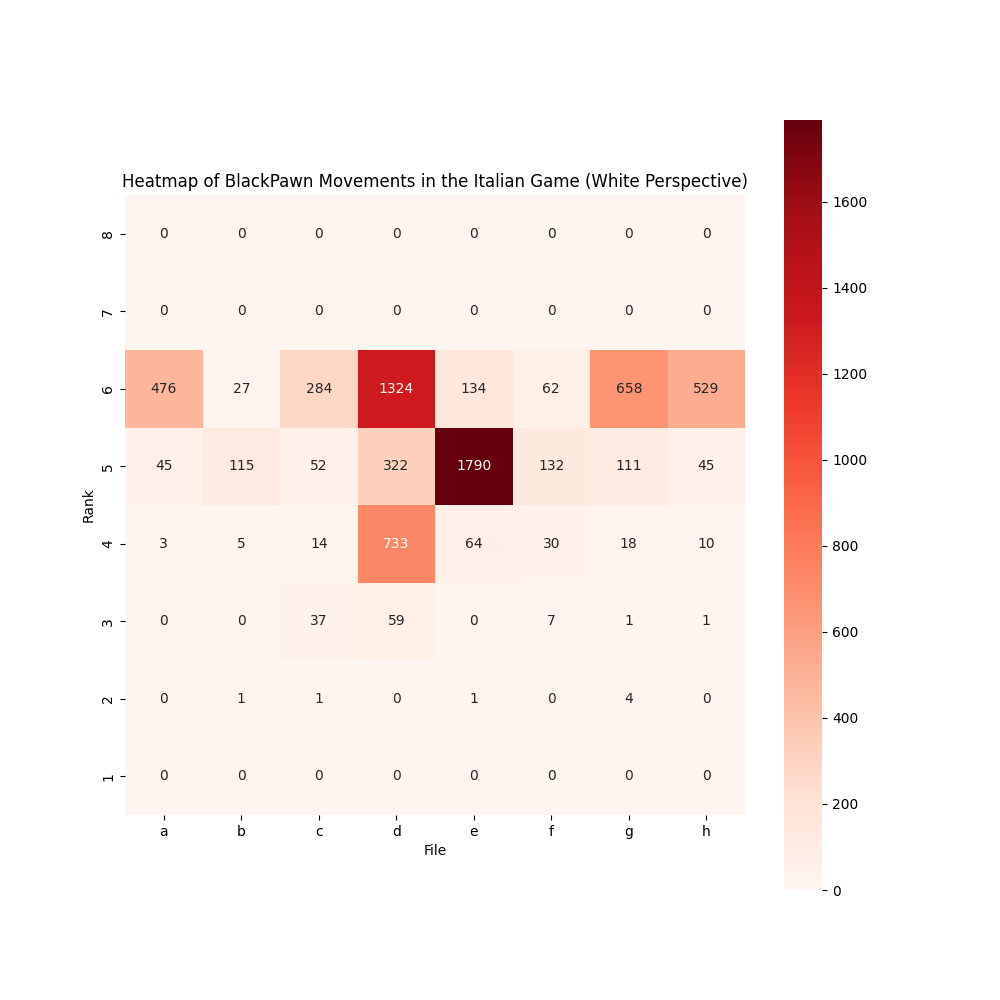 Heatmap of BlackPawn Movements in the Italian Game (White Perspective)
8 0 0 0 0 0 0 0 0
7 0 0 0 0 0 0 0 0
6 476 27 284 1324 134 62 658 529
5 45 115 52 322 1790 132 111 45
4 3 5 14 733 64 30 18 10
3 0 0 37 59 0 7 1 1
2 0 1 1 0 1 0 4 0
1 0 0 0 0 0 0 0 0
a b c d e f g h
File
Rank
1600
1400
1200
1000
800
600
400
200
0